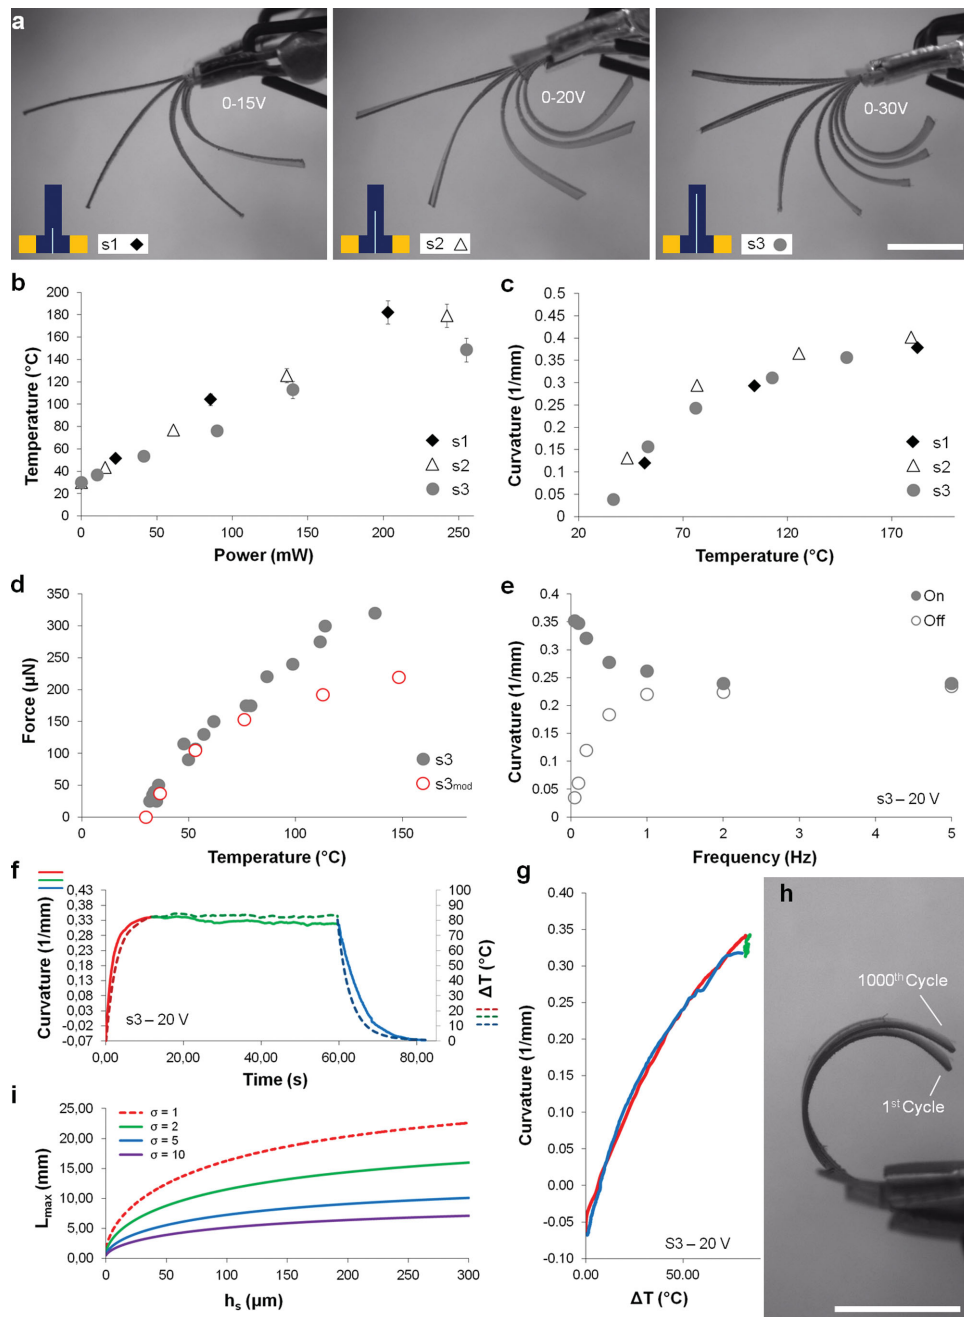 a
0-15V
0-20V
0-30V
s1
s2
s3
b
Temperature (°C)
200
180
160
140
120
100
80
60
40
20
0
s1
s2
s3
0 50 100 150 200 250
Power (mW)
c
Curvature (1/mm)
0.5
0.45
0.4
0.35
0.3
0.25
0.2
0.15
0.1
0.05
0
s1
s2
s3
20 70 120 170
Temperature (°C)
d
Force (µN)
350
300
250
200
150
100
50
0
s3
s3mod
0 50 100 150
Temperature (°C)
e
Curvature (1/mm)
0.4
0.35
0.3
0.25
0.2
0.15
0.1
0.05
0
On
Off
s3 – 20 V
0 1 2 3 4 5
Frequency (Hz)
f
Curvature (1/mm)
0,43
0,38
0,33
0,28
0,23
0,18
0,13
0,08
0,03
-0,02
-0,07
100
90
80
70
60
50
40
30
20
10
0
ΔT (°C)
s3 – 20 V
0,00 20,00 40,00 60,00 80,00
Time (s)
g
Curvature (1/mm)
0.40
0.35
0.30
0.25
0.20
0.15
0.10
0.05
0.00
-0.05
-0.10
S3 – 20 V
0.00 50.00
ΔT (°C)
h
1000th Cycle
1st Cycle
i
Lmax (mm)
25,00
20,00
15,00
10,00
5,00
0,00
σ = 1
σ = 2
σ = 5
σ = 10
0 50 100 150 200 250 300
hs (µm)